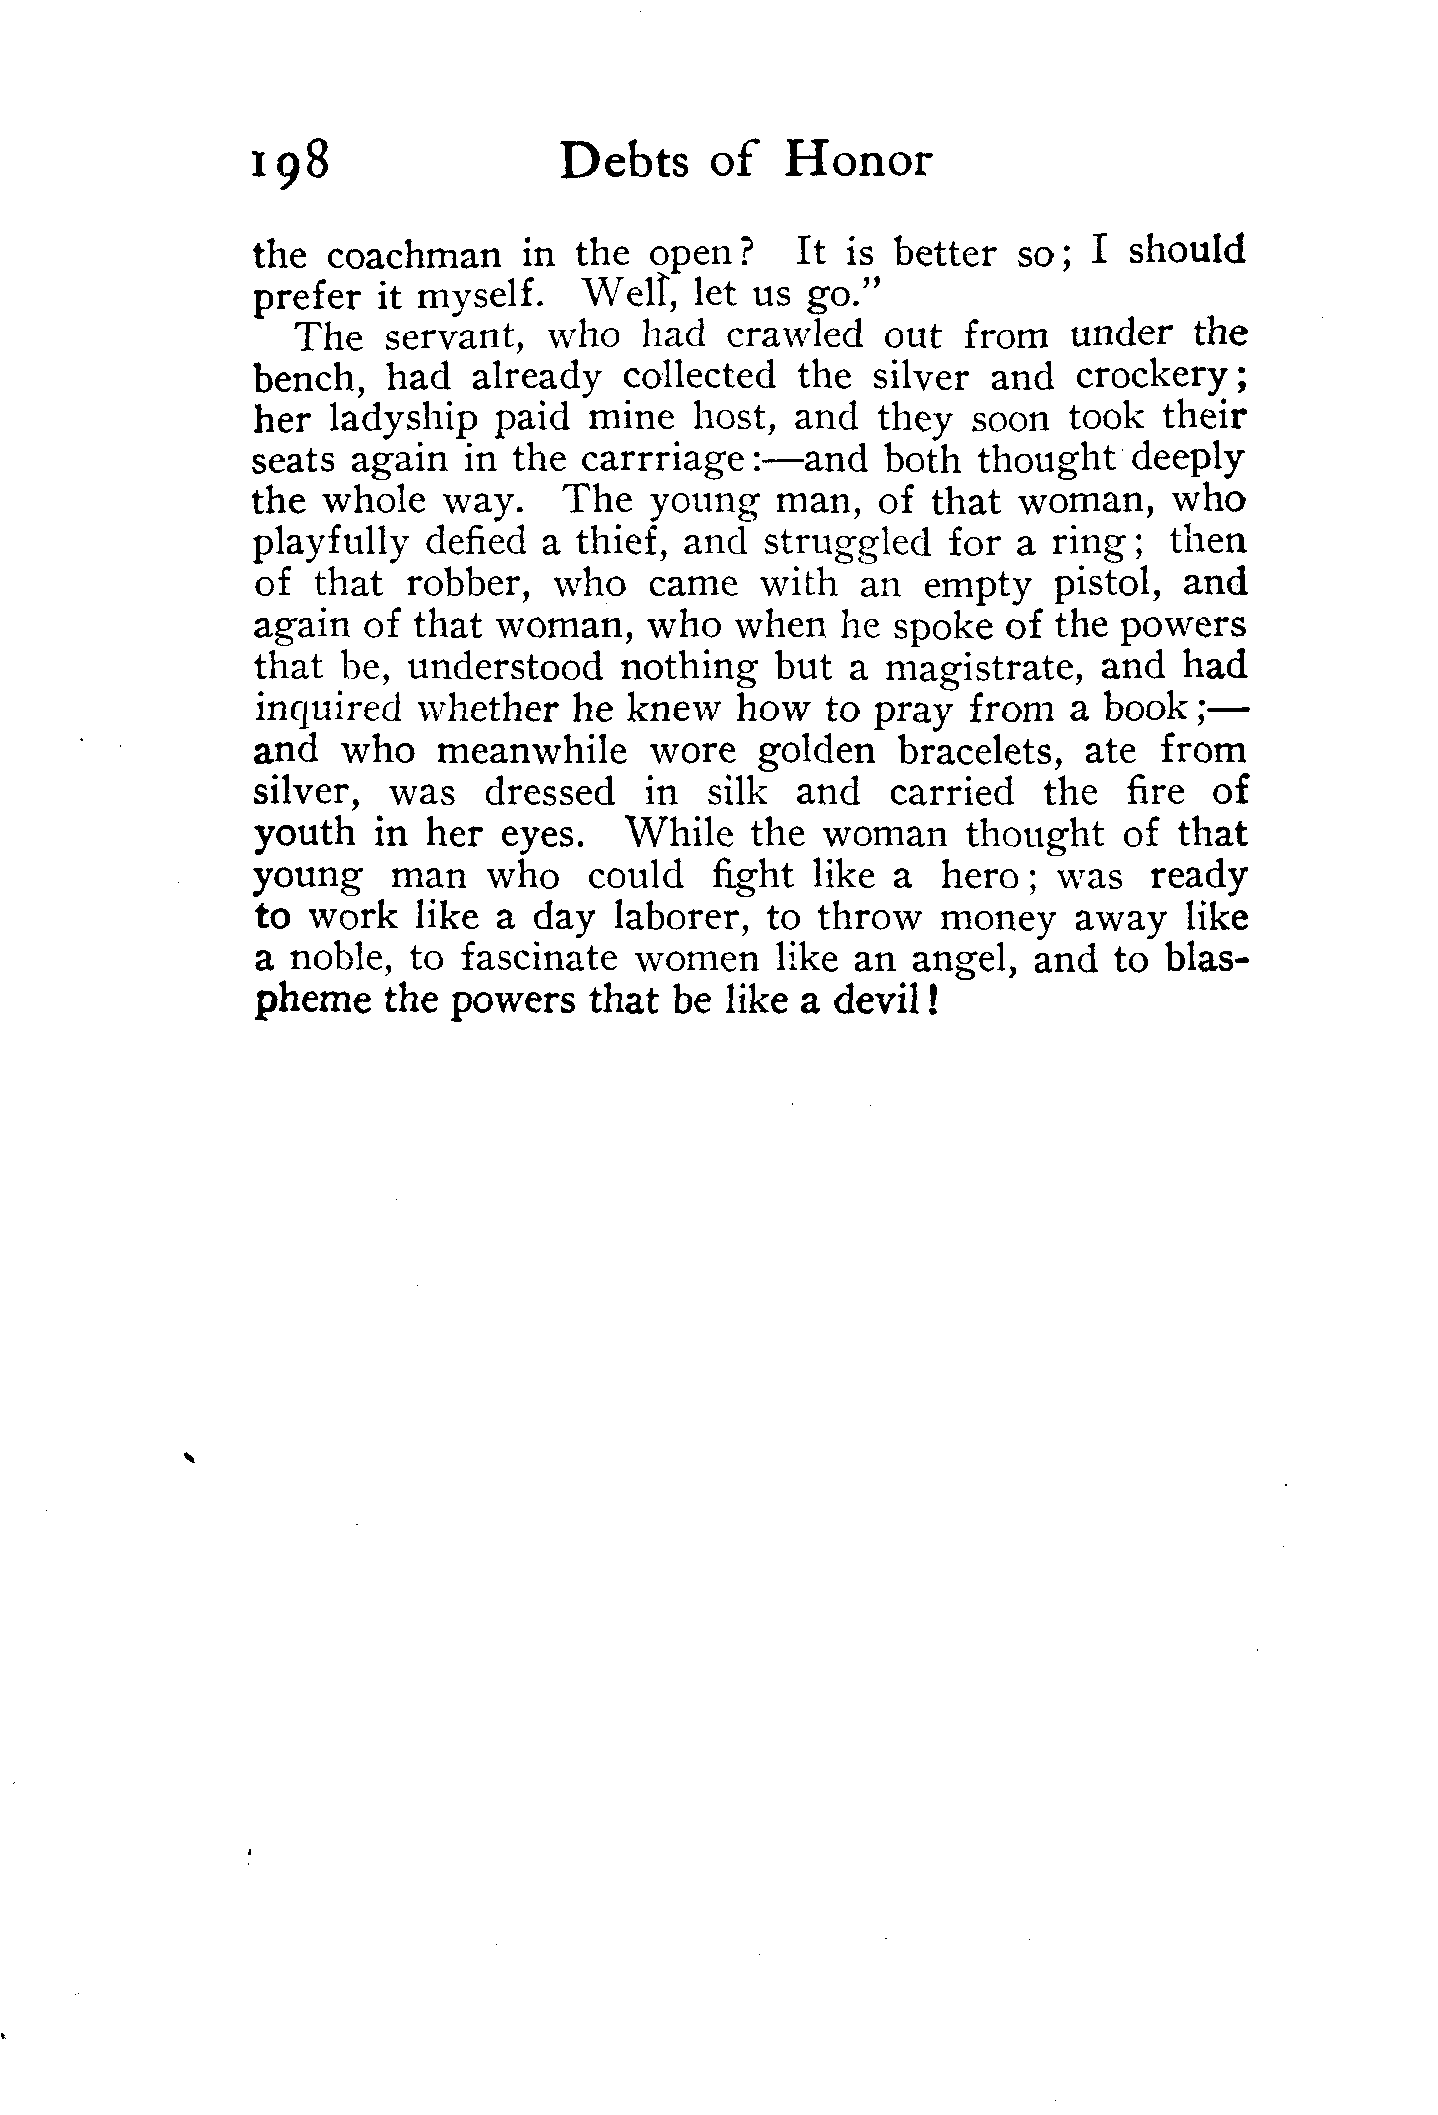 198 Debts of Honor
the coachman in the open? It is better so; I should
prefer it myself. Well, let us go.”
The servant, who had crawled out from under the
bench, had already collected the silver and crockery;
her ladyship paid mine host, and they soon took their
seats again in the carrriage:—and both thought deeply
the whole way. The young man, of that woman, who
playfully defied a thief, and struggled for a ring; then
of that robber, who came with an empty pistol, and
again of that woman, who when he spoke of the powers
that be, understood nothing but a magistrate, and had
inquired whether he knew how to pray from a book;—
and who meanwhile wore golden bracelets, ate from
silver, was dressed in silk and carried the fire of
youth in her eyes. While the woman thought of that
young man who could fight like a hero; was ready
to work like a day laborer, to throw money away like
a noble, to fascinate women like an angel, and to blas-
pheme the powers that be like a devil!